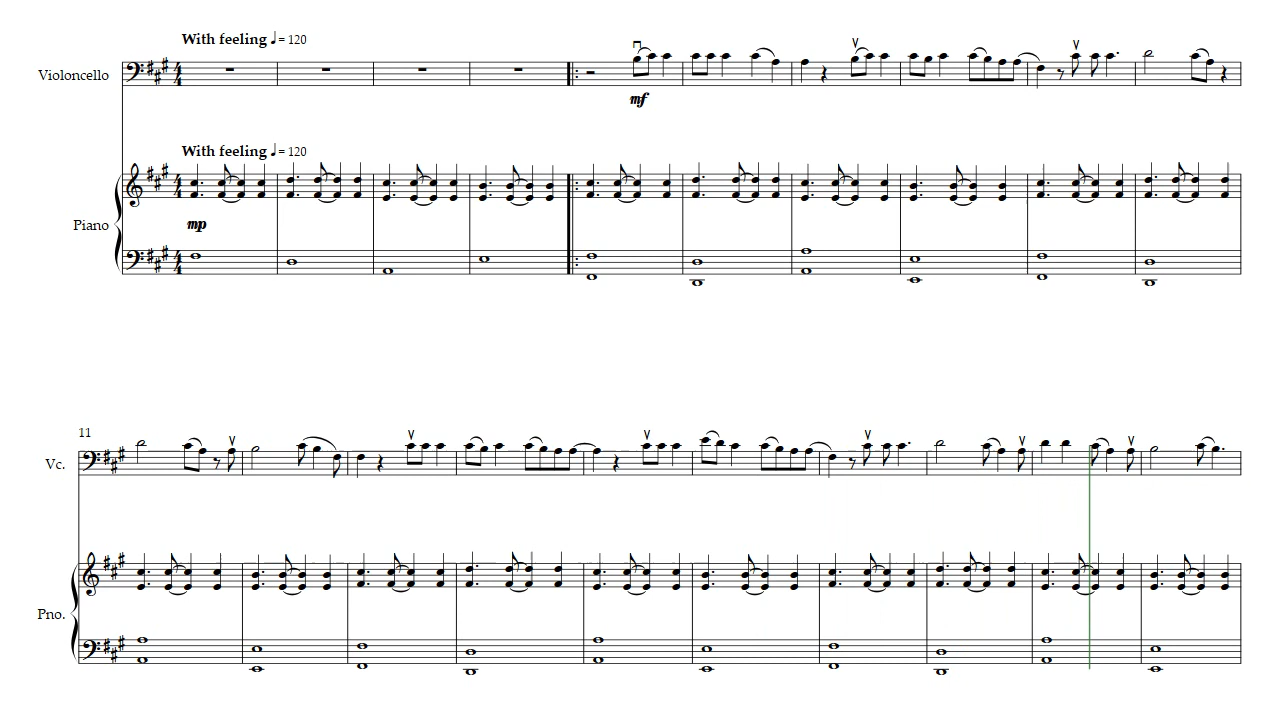 With feeling ♩= 120
Violoncello
mf
With feeling ♩= 120
mp
Piano
11
Vc.
Pno.